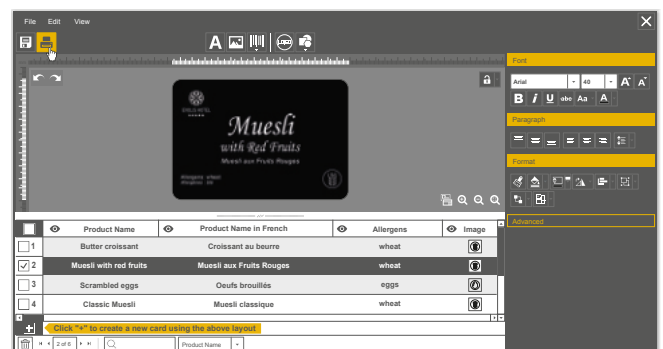 File Edit View
Font
Arial 40 A A
B i U abc Aa A
Paragraph
Format
Advanced
Muesli
with Red Fruits
Muesli aux Fruits Rouges
Product Name Product Name in French Allergens Image
1 Butter croissant Croissant au beurre wheat
2 Muesli with red fruits Muesli aux Fruits Rouges wheat
3 Scrambled eggs Oeufs brouillés eggs
4 Classic Muesli Muesli classique wheat
Click "+" to create a new card using the above layout
2 of 6 Product Name